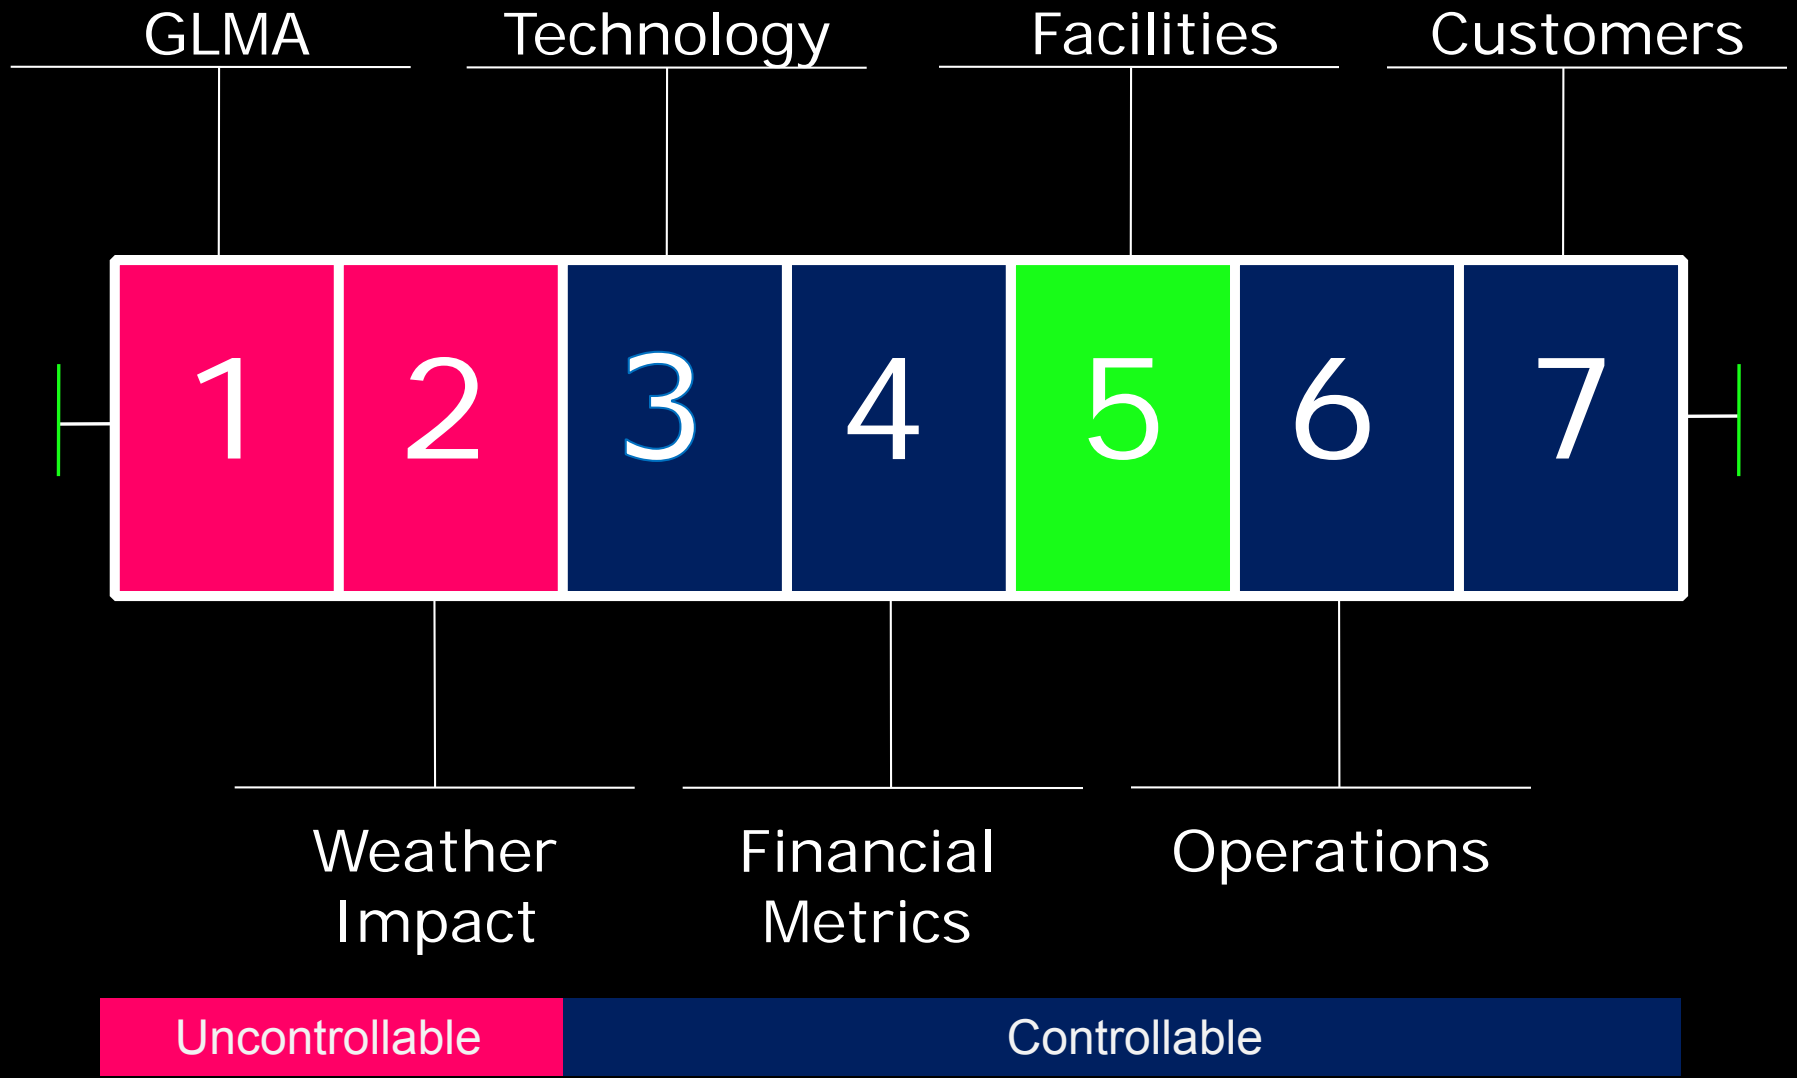 GLMA
Technology
Facilities
Customers
1 2 3 4 5 6 7
Weather
Impact
Financial
Metrics
Operations
Uncontrollable
Controllable